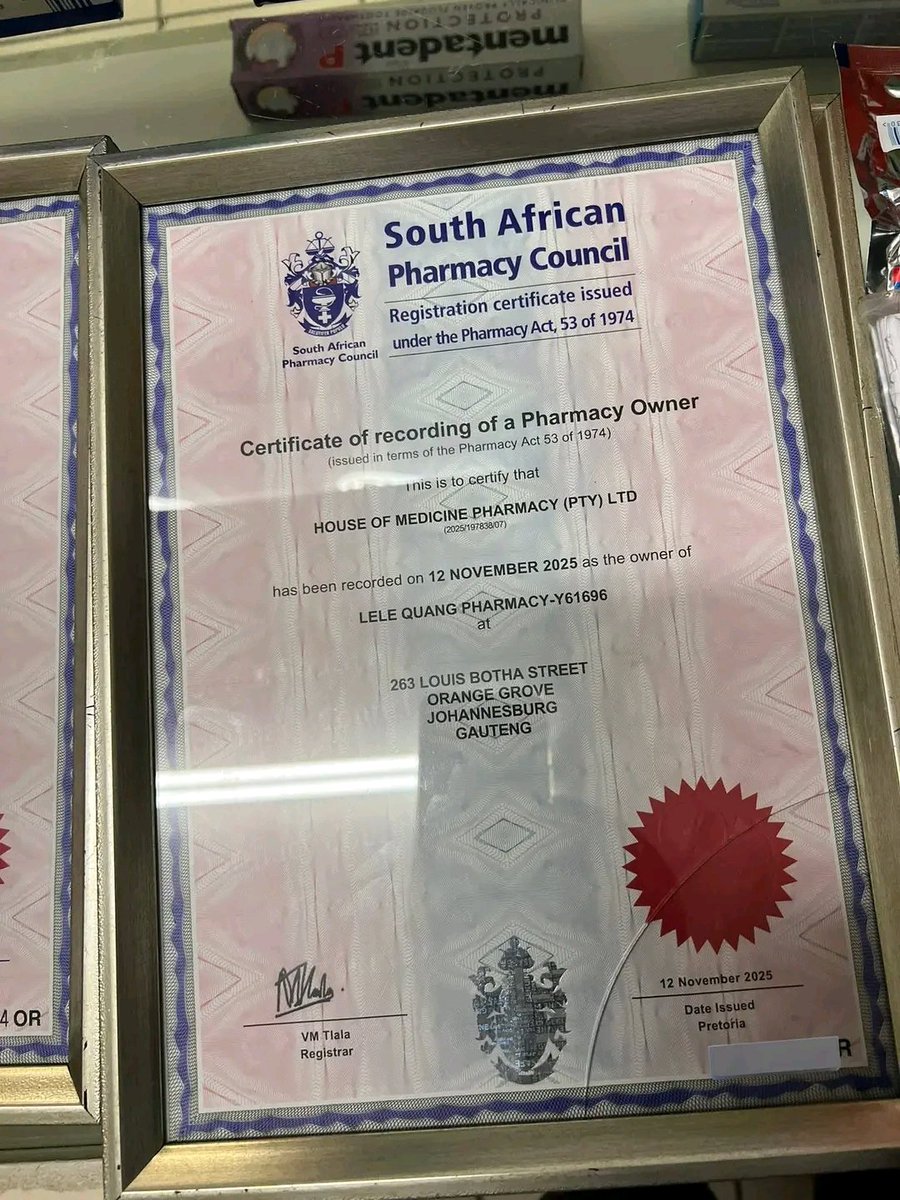 mentadent P
PROTECTION
mentadent
South African
Pharmacy Council
Registration certificate issued
under the Pharmacy Act, 53 of 1974
South African
Pharmacy Council
Certificate of recording of a Pharmacy Owner
(issued in terms of the Pharmacy Act 53 of 1974)
This is to certify that
HOUSE OF MEDICINE PHARMACY (PTY) LTD
(2025/197838/07)
has been recorded on 12 NOVEMBER 2025 as the owner of
LELE QUANG PHARMACY-Y61696
at
263 LOUIS BOTHA STREET
ORANGE GROVE
JOHANNESBURG
GAUTENG
VM Tlala
Registrar
12 November 2025
Date Issued
Pretoria
4 OR
R